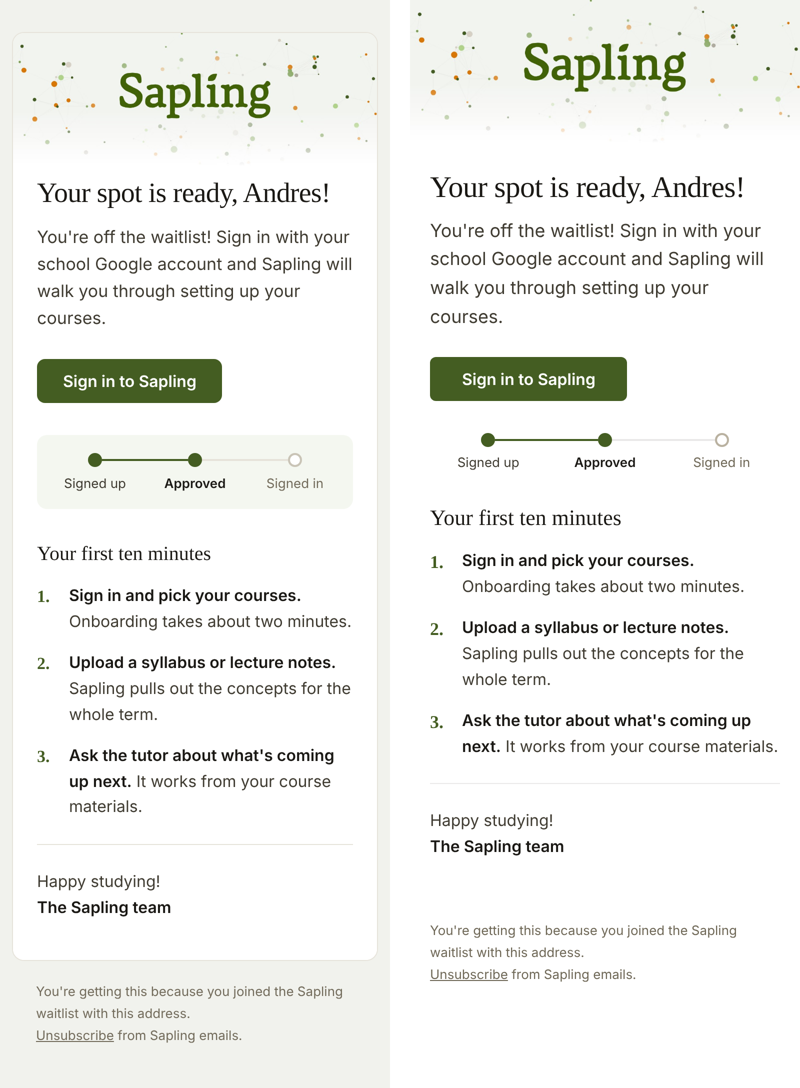 Sapling
Your spot is ready, Andres!
You're off the waitlist! Sign in with your
school Google account and Sapling will
walk you through setting up your
courses.
Sign in to Sapling
Signed up
Approved
Signed in
Your first ten minutes
1. Sign in and pick your courses.
Onboarding takes about two minutes.
2. Upload a syllabus or lecture notes.
Sapling pulls out the concepts for the
whole term.
3. Ask the tutor about what's coming
up next. It works from your course
materials.
Happy studying!
The Sapling team
You're getting this because you joined the Sapling
waitlist with this address.
Unsubscribe from Sapling emails.
Sapling
Your spot is ready, Andres!
You're off the waitlist! Sign in with your
school Google account and Sapling will
walk you through setting up your
courses.
Sign in to Sapling
Signed up
Approved
Signed in
Your first ten minutes
1. Sign in and pick your courses.
Onboarding takes about two minutes.
2. Upload a syllabus or lecture notes.
Sapling pulls out the concepts for the
whole term.
3. Ask the tutor about what's coming up
next. It works from your course materials.
Happy studying!
The Sapling team
You're getting this because you joined the Sapling
waitlist with this address.
Unsubscribe from Sapling emails.